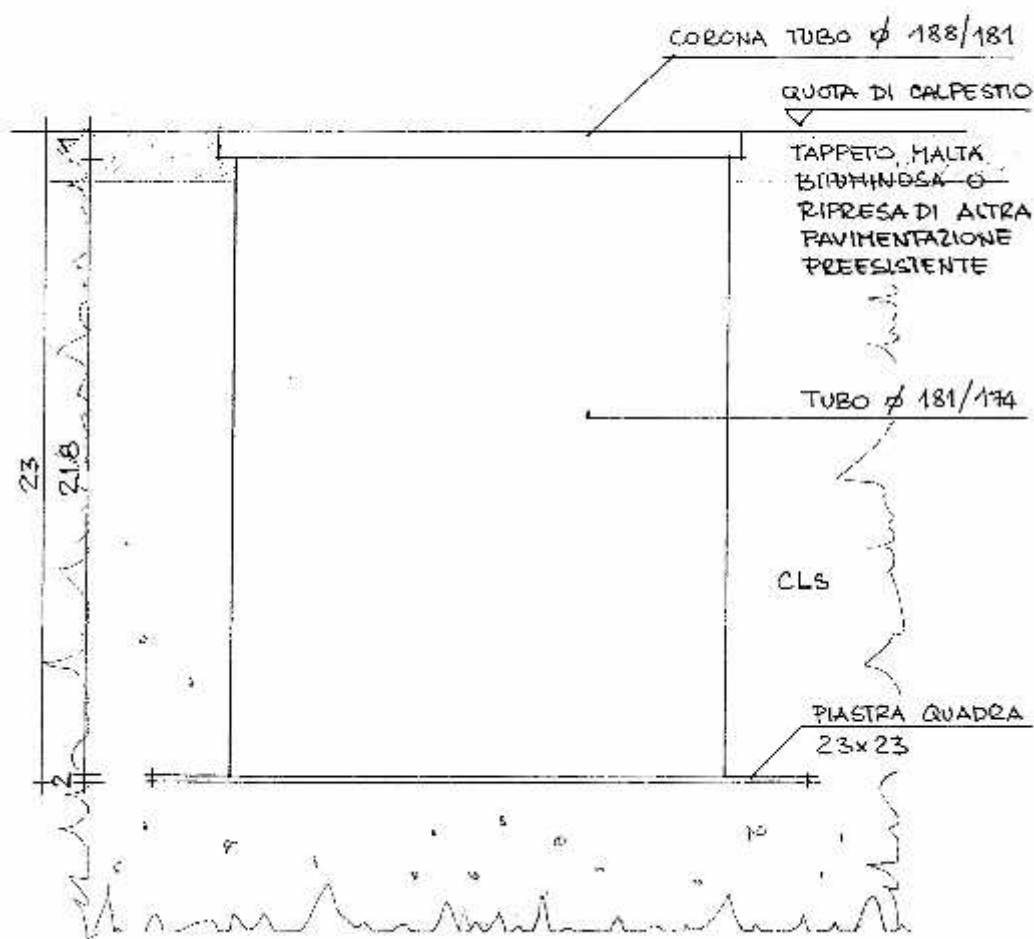 CORONA TUBO ϕ 188/181
QUOTA DI CALPESTIO
TAPPETO MALTA
BITUMINOSA O
RIPRESA DI ALTRA
PAVIMENTAZIONE
PREESISTENTE
TUBO ϕ 181/174
CLS
PIASTRA QUADRA
23x23
1
23
21.8
2